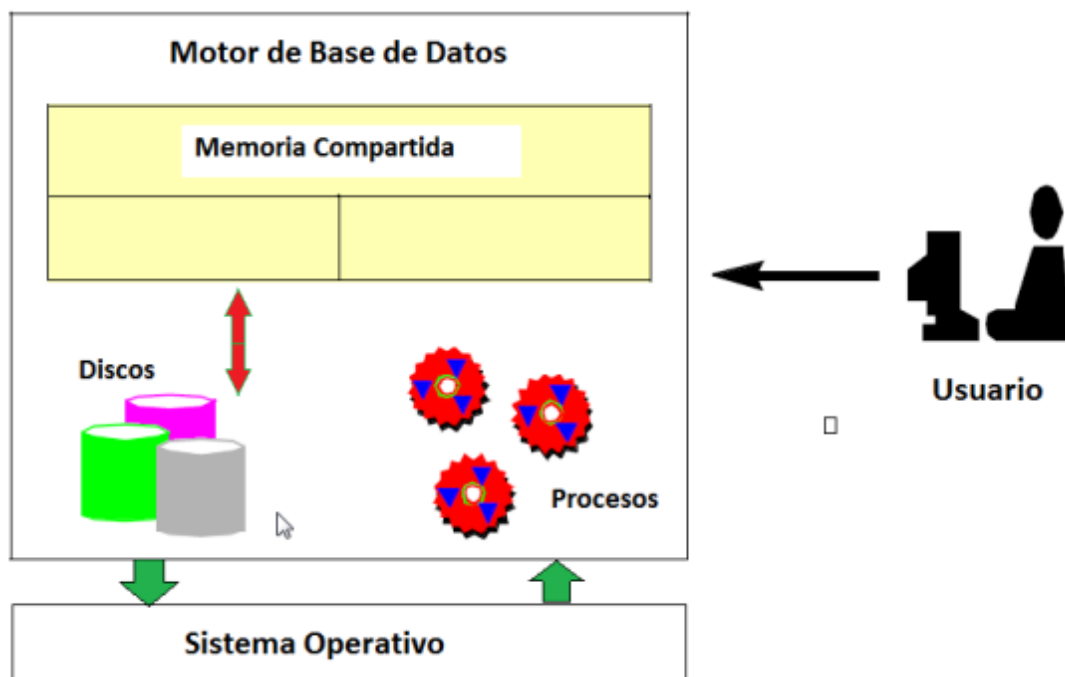 Motor de Base de Datos
Memoria Compartida
Discos
Procesos
Usuario
Sistema Operativo